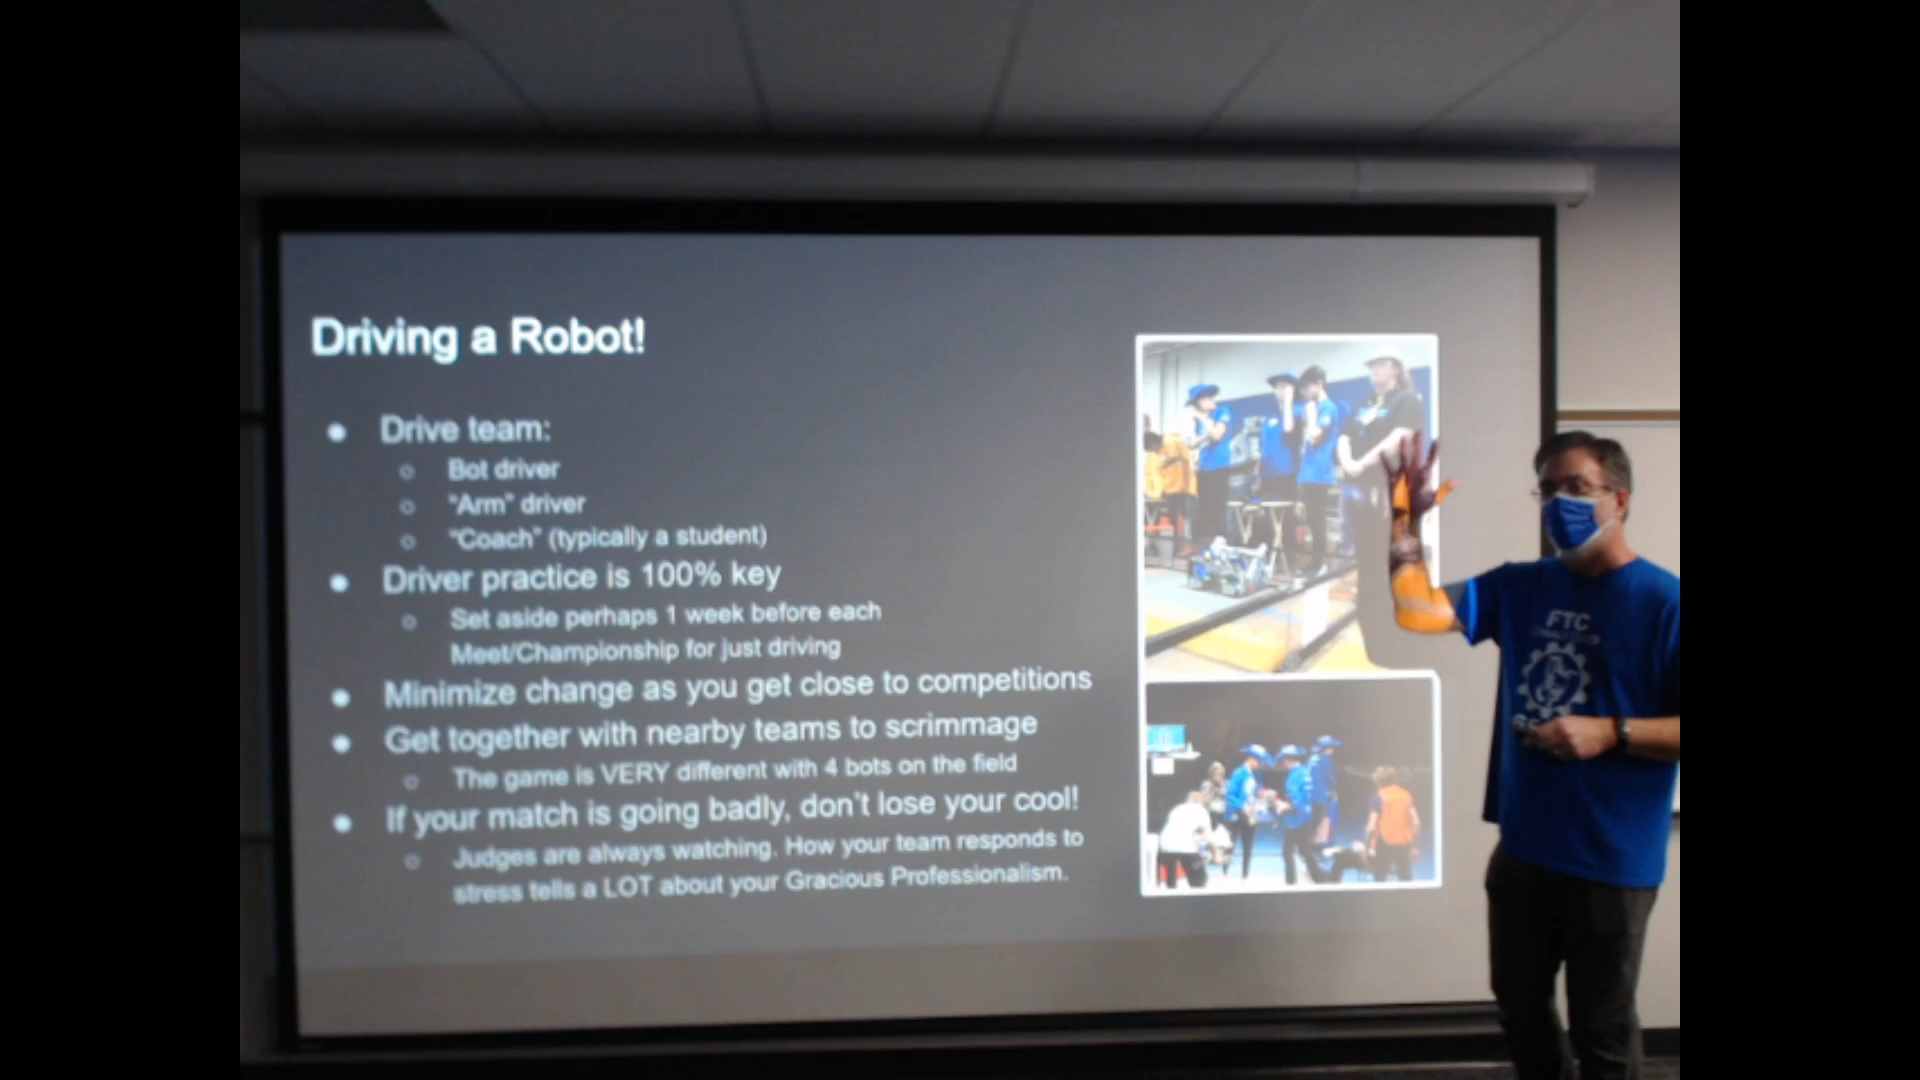 Driving a Robot!
● Drive team:
○ Bot driver
○ “Arm” driver
○ “Coach” (typically a student)
● Driver practice is 100% key
○ Set aside perhaps 1 week before each
Meet/Championship for just driving
● Minimize change as you get close to competitions
● Get together with nearby teams to scrimmage
○ The game is VERY different with 4 bots on the field
● If your match is going badly, don’t lose your cool!
○ Judges are always watching. How your team responds to
stress tells a LOT about your Gracious Professionalism.
FTC